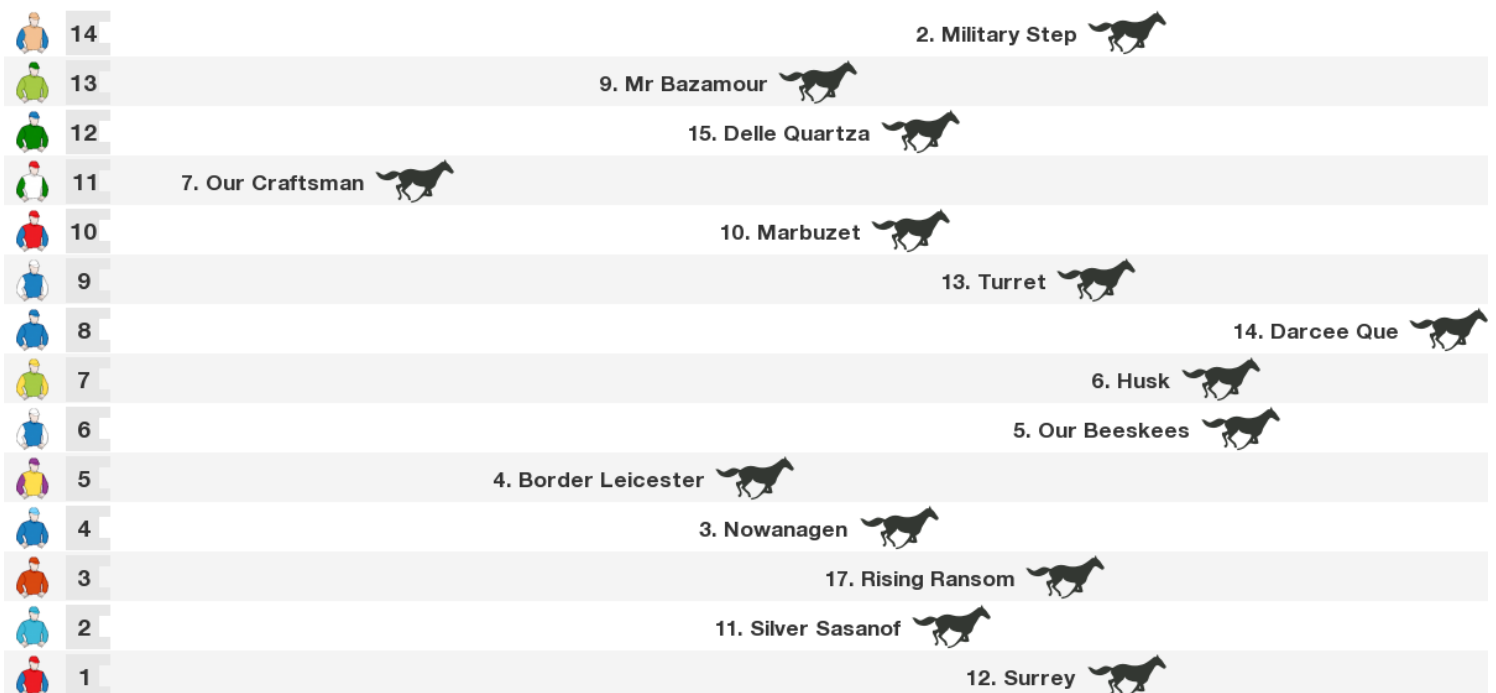 14 2. Military Step
13 9. Mr Bazamour
12 15. Delle Quartza
11 7. Our Craftsman
10 10. Marbuzet
9 13. Turret
8 14. Darcee Que
7 6. Husk
6 5. Our Beeskees
5 4. Border Leicester
4 3. Nowanagen
3 17. Rising Ransom
2 11. Silver Sasanof
1 12. Surrey